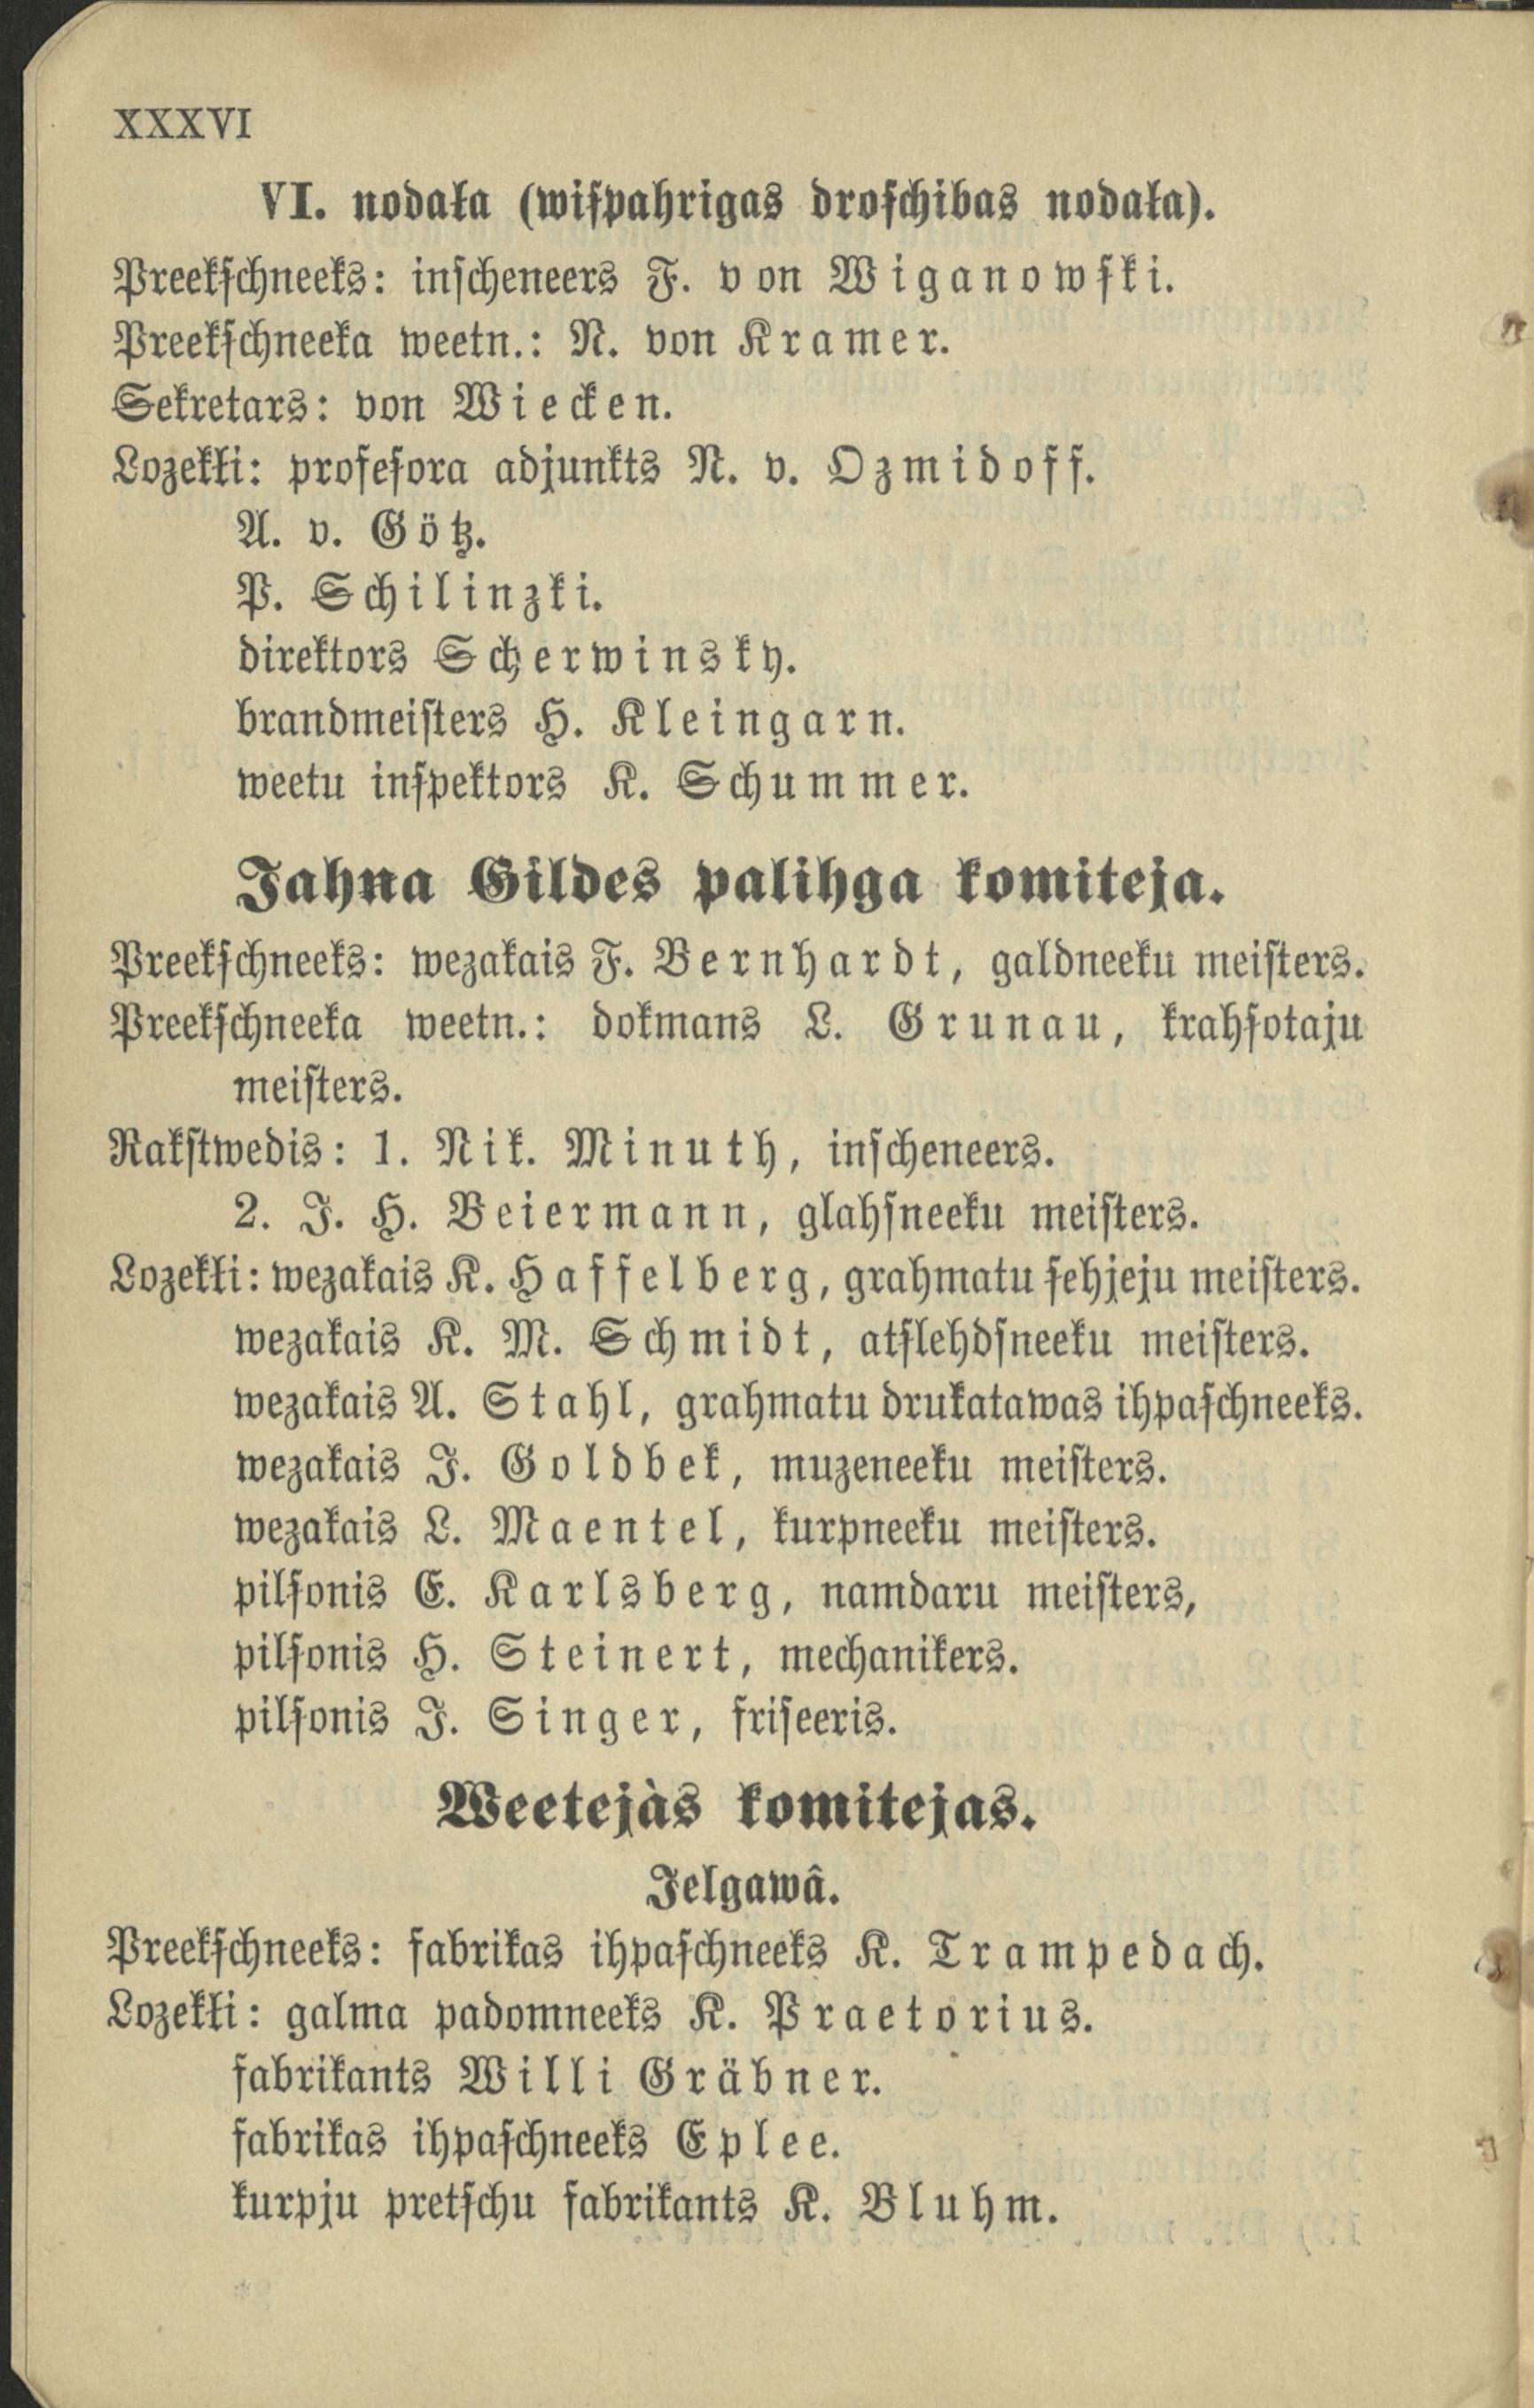 XXXVI
VI. nodaļa (wiſpahrigas droſchibas nodaļa).
Preekſchneeks: inſcheneers F. von Wiganowſki.
Preekſchneeka weetn.: N. von Kramer.
Sekretars: von Wiecken.
Lozekļi: profeſora adjunkts N. v. Ozmidoff.
A. v. Götz.
P. Schilinzki.
direktors Scherwinsky.
brandmeiſters H. Kleingarn.
weetu inſpektors K. Schummer.
Jahna Gildes palihga komiteja.
Preekſchneeks: wezakais F. Bernhardt, galdneeku meiſters.
Preekſchneeka weetn.: dokmans L. Grunau, krahſotaju
meiſters.
Rakſtwedis: 1. Nik. Minuth, inſcheneers.
2. J. H. Beiermann, glahſneeku meiſters.
Lozekļi: wezakais K. Haffelberg, grahmatu ſehjeju meiſters.
wezakais K. M. Schmidt, atſlehdſneeku meiſters.
wezakais A. Stahl, grahmatu drukatawas ihpaſchneeks.
wezakais J. Goldbek, muzeneeku meiſters.
wezakais L. Maentel, kurpneeku meiſters.
pilſonis E. Karlsberg, namdaru meiſters,
pilſonis H. Steinert, mechanikers.
pilſonis J. Singer, friſeeris.
Weetejàs komitejas.
Jelgawâ.
Preekſchneeks: fabrikas ihpaſchneeks K. Trampedach.
Lozekļi: galma padomneeks K. Praetorius.
fabrikants Willi Gräbner.
fabrikas ihpaſchneeks Eplee.
kurpju pretſchu fabrikants K. Bluhm.